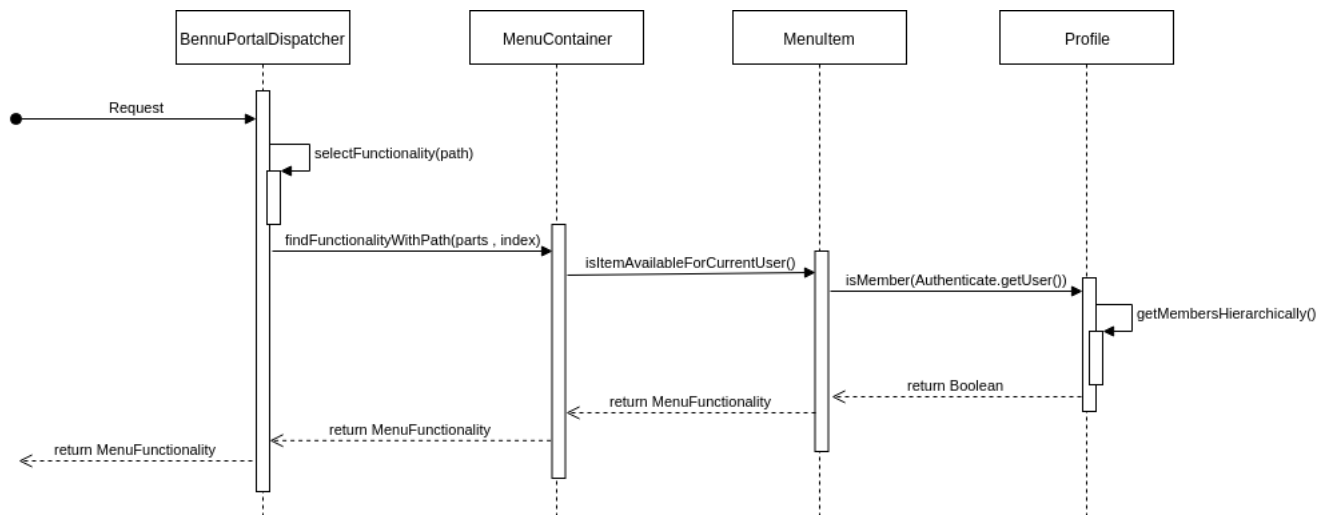 BennuPortalDispatcher
MenuContainer
MenuItem
Profile
Request
selectFunctionality(path)
findFunctionalityWithPath(parts , index)
isItemAvailableForCurrentUser()
isMember(Authenticate.getUser())
getMembersHierarchically()
return Boolean
return MenuFunctionality
return MenuFunctionality
return MenuFunctionality